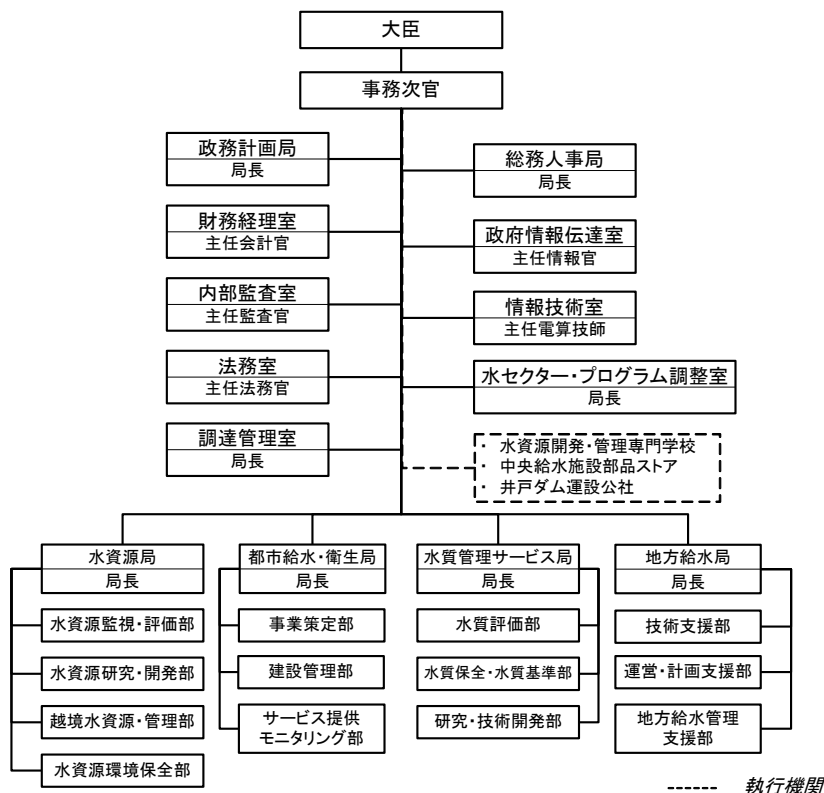 大臣
事務次官
政務計画局
局長
総務人事局
局長
財務経理室
主任会計官
政府情報伝達室
主任情報官
内部監査室
主任監査官
情報技術室
主任電算技師
法務室
主任法務官
水セクター・プログラム調整室
局長
調達管理室
局長
・ 水資源開発・管理専門学校
・ 中央給水施設部品ストア
・ 井戸ダム運設公社
水資源局
局長
水資源監視・評価部
水資源研究・開発部
越境水資源・管理部
水資源環境保全部
都市給水・衛生局
局長
事業策定部
建設管理部
サービス提供
モニタリング部
水質管理サービス局
局長
水質評価部
水質保全・水質基準部
研究・技術開発部
地方給水局
局長
技術支援部
運営・計画支援部
地方給水管理
支援部
執行機関